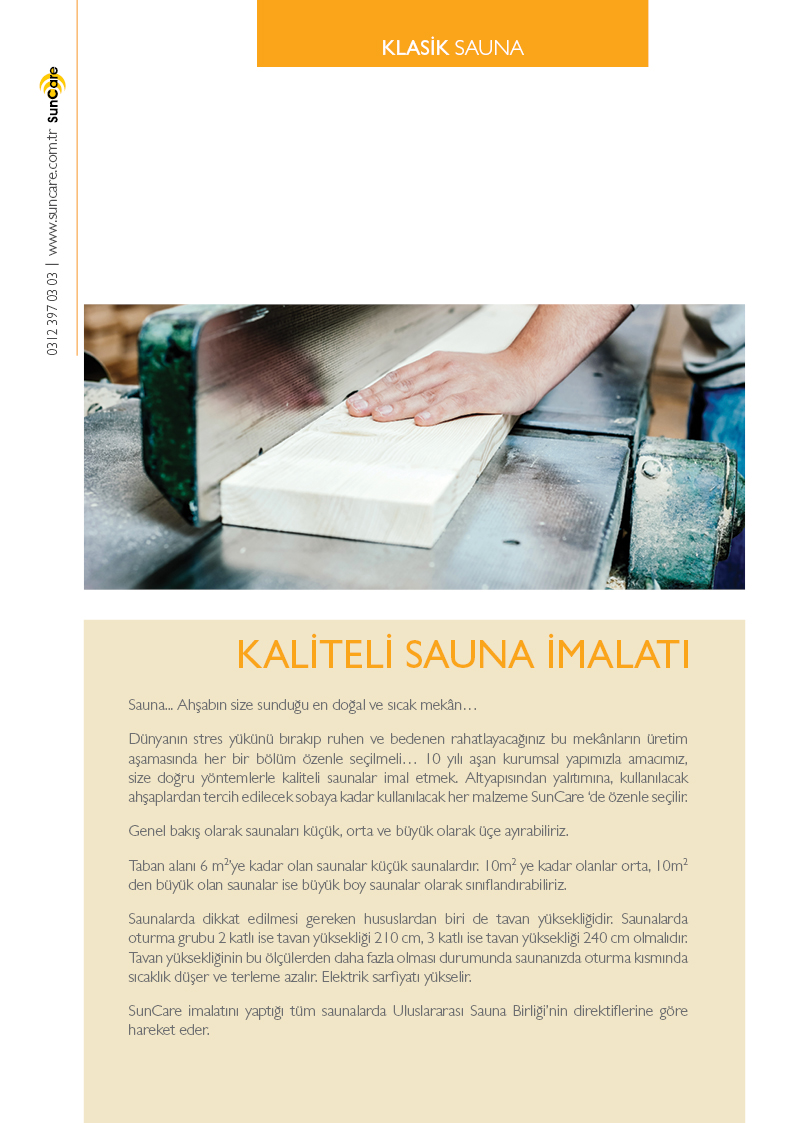 KLASİK SAUNA
0312 397 03 03 | www.suncare.com.tr SunCare
KALİTELİ SAUNA İMALATI
Sauna... Ahşabın size sunduğu en doğal ve sıcak mekân…
Dünyanın stres yükünü bırakıp ruhen ve bedenen rahatlayacağınız bu mekânların üretim
aşamasında her bir bölüm özenle seçilmeli… 10 yılı aşan kurumsal yapımızla amacımız,
size doğru yöntemlerle kaliteli saunalar imal etmek. Altyapısından yalıtımına, kullanılacak
ahşaplardan tercih edilecek sobaya kadar kullanılacak her malzeme SunCare ‘de özenle seçilir.
Genel bakış olarak saunaları küçük, orta ve büyük olarak üçe ayırabiliriz.
Taban alanı 6 m²’ye kadar olan saunalar küçük saunalardır. 10m² ye kadar olanlar orta, 10m²
den büyük olan saunalar ise büyük boy saunalar olarak sınıflandırabiliriz.
Saunalarda dikkat edilmesi gereken hususlardan biri de tavan yüksekliğidir. Saunalarda
oturma grubu 2 katlı ise tavan yüksekliği 210 cm, 3 katlı ise tavan yüksekliği 240 cm olmalıdır.
Tavan yüksekliğinin bu ölçülerden daha fazla olması durumunda saunanızda oturma kısmında
sıcaklık düşer ve terleme azalır. Elektrik sarfiyatı yükselir.
SunCare imalatını yaptığı tüm saunalarda Uluslararası Sauna Birliği’nin direktiflerine göre
hareket eder.